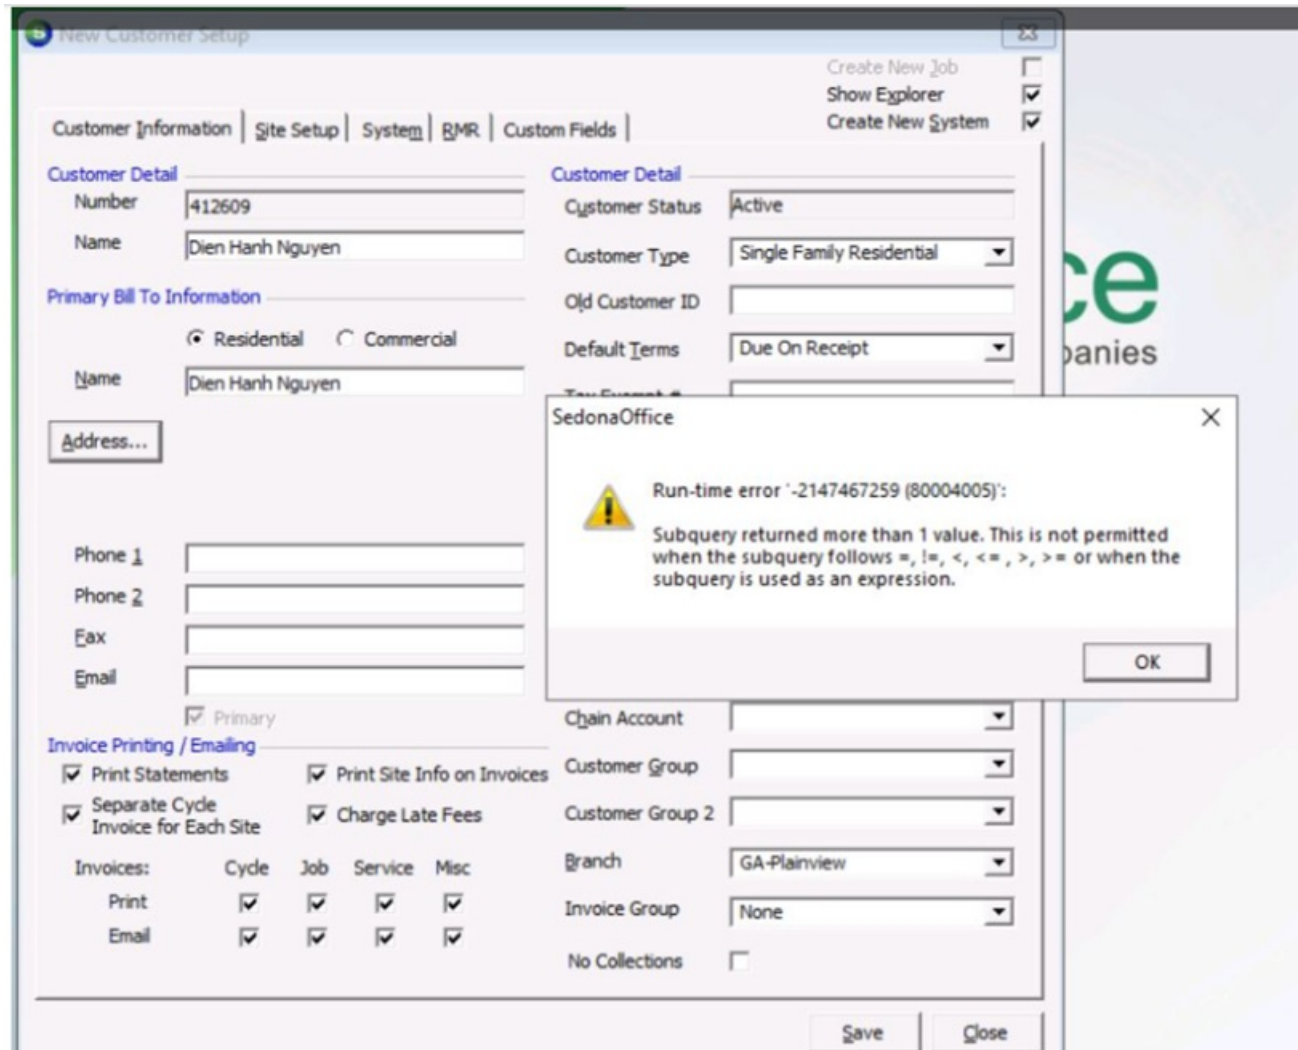 New Customer Setup
Create New Job
Show Explorer
Create New System
Customer Information Site Setup System RMR Custom Fields
Customer Detail
Number 412609
Name Dien Hanh Nguyen
Primary Bill To Information
Residential Commercial
Name Dien Hanh Nguyen
Address...
Phone 1
Phone 2
Fax
Email
Primary
Invoice Printing / Emailing
Print Statements Print Site Info on Invoices
Separate Cycle
Invoice for Each Site
Charge Late Fees
Invoices: Cycle Job Service Misc
Print
Email
Customer Detail
Customer Status Active
Customer Type Single Family Residential
Old Customer ID
Default Terms Due On Receipt
SedonaOffice
Run-time error '-2147467259 (80004005)':
Subquery returned more than 1 value. This is not permitted
when the subquery follows =, !=, <, <= , >, >= or when the
subquery is used as an expression.
OK
Chain Account
Customer Group
Customer Group 2
Branch GA-Plainview
Invoice Group None
No Collections
Save Close
ce
panies